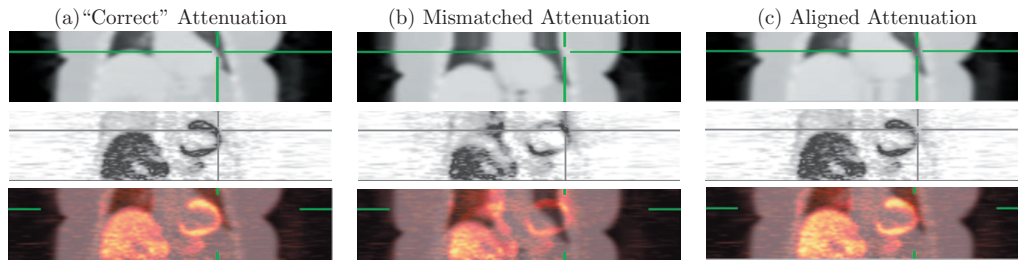 (a) “Correct” Attenuation
(b) Mismatched Attenuation
(c) Aligned Attenuation